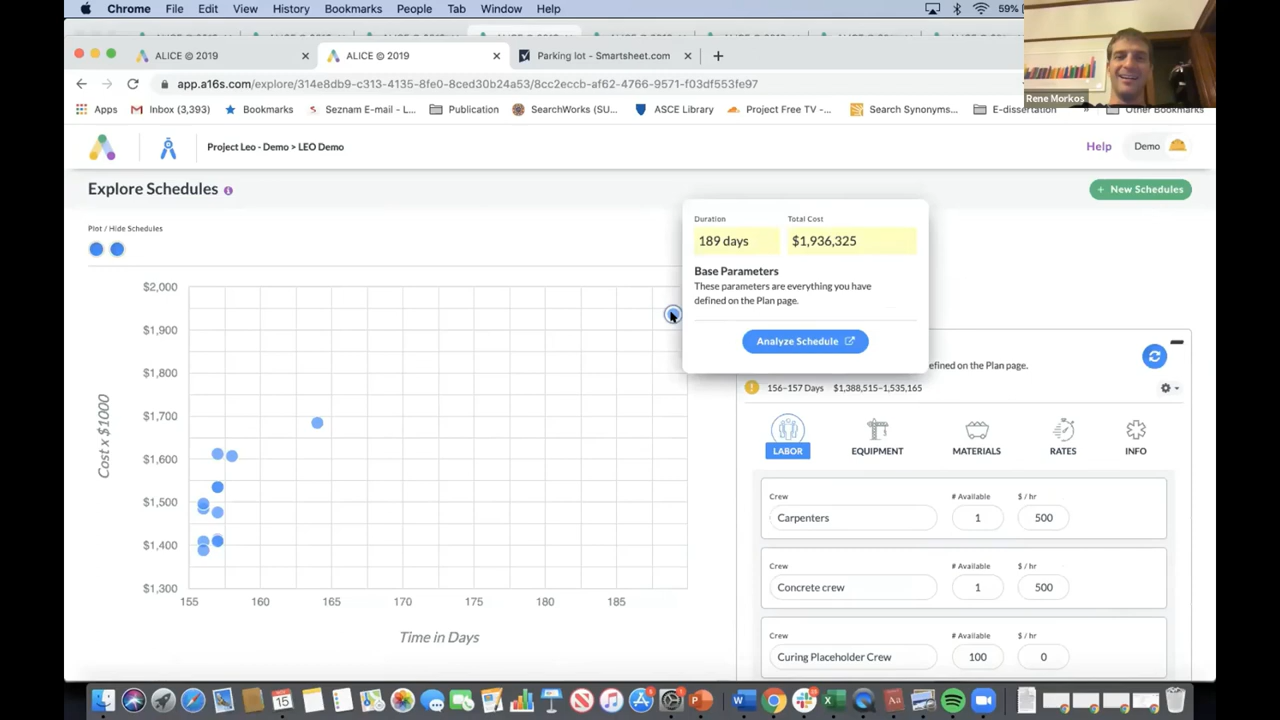 Chrome File Edit View History Bookmarks People Tab Window Help 59%
ALICE © 2019 ALICE © 2019 Parking lot - Smartsheet.com
app.a16s.com/explore/314e8db9-c313-4135-8fe0-8ced30b24a53/8cc2eccb-af62-4766-9571-f03df553fe97
Rene Morkos
Apps Inbox (3,393) Bookmarks Seznam Email - L... Publication SearchWorks (SU... ASCE Library Project Free TV -... Search Synonyms... E-dissertation Other Bookmarks
Project Leo - Demo > LEO Demo
Help Demo
Explore Schedules
+ New Schedules
Plot / Hide Schedules
Duration Total Cost
189 days $1,936,325
Base Parameters
These parameters are everything you have
defined on the Plan page.
Analyze Schedule
efined on the Plan page.
156-157 Days $1,388,515-1,535,165
LABOR EQUIPMENT MATERIALS RATES INFO
Crew # Available $ / hr
Carpenters 1 500
Crew # Available $ / hr
Concrete crew 1 500
Crew # Available $ / hr
Curing Placeholder Crew 100 0
Cost x $1000
$2,000
$1,900
$1,800
$1,700
$1,600
$1,500
$1,400
$1,300
155 160 165 170 175 180 185
Time in Days